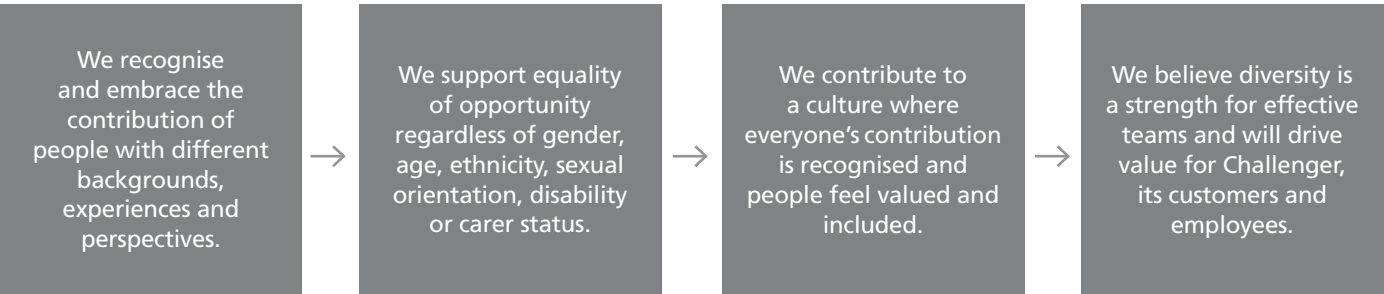 We recognise
and embrace the
contribution of
people with different
backgrounds,
experiences and
perspectives.
We support equality
of opportunity
regardless of gender,
age, ethnicity, sexual
orientation, disability
or carer status.
We contribute to
a culture where
everyone's contribution
is recognised and
people feel valued and
included.
We believe diversity is
a strength for effective
teams and will drive
value for Challenger,
its customers and
employees.